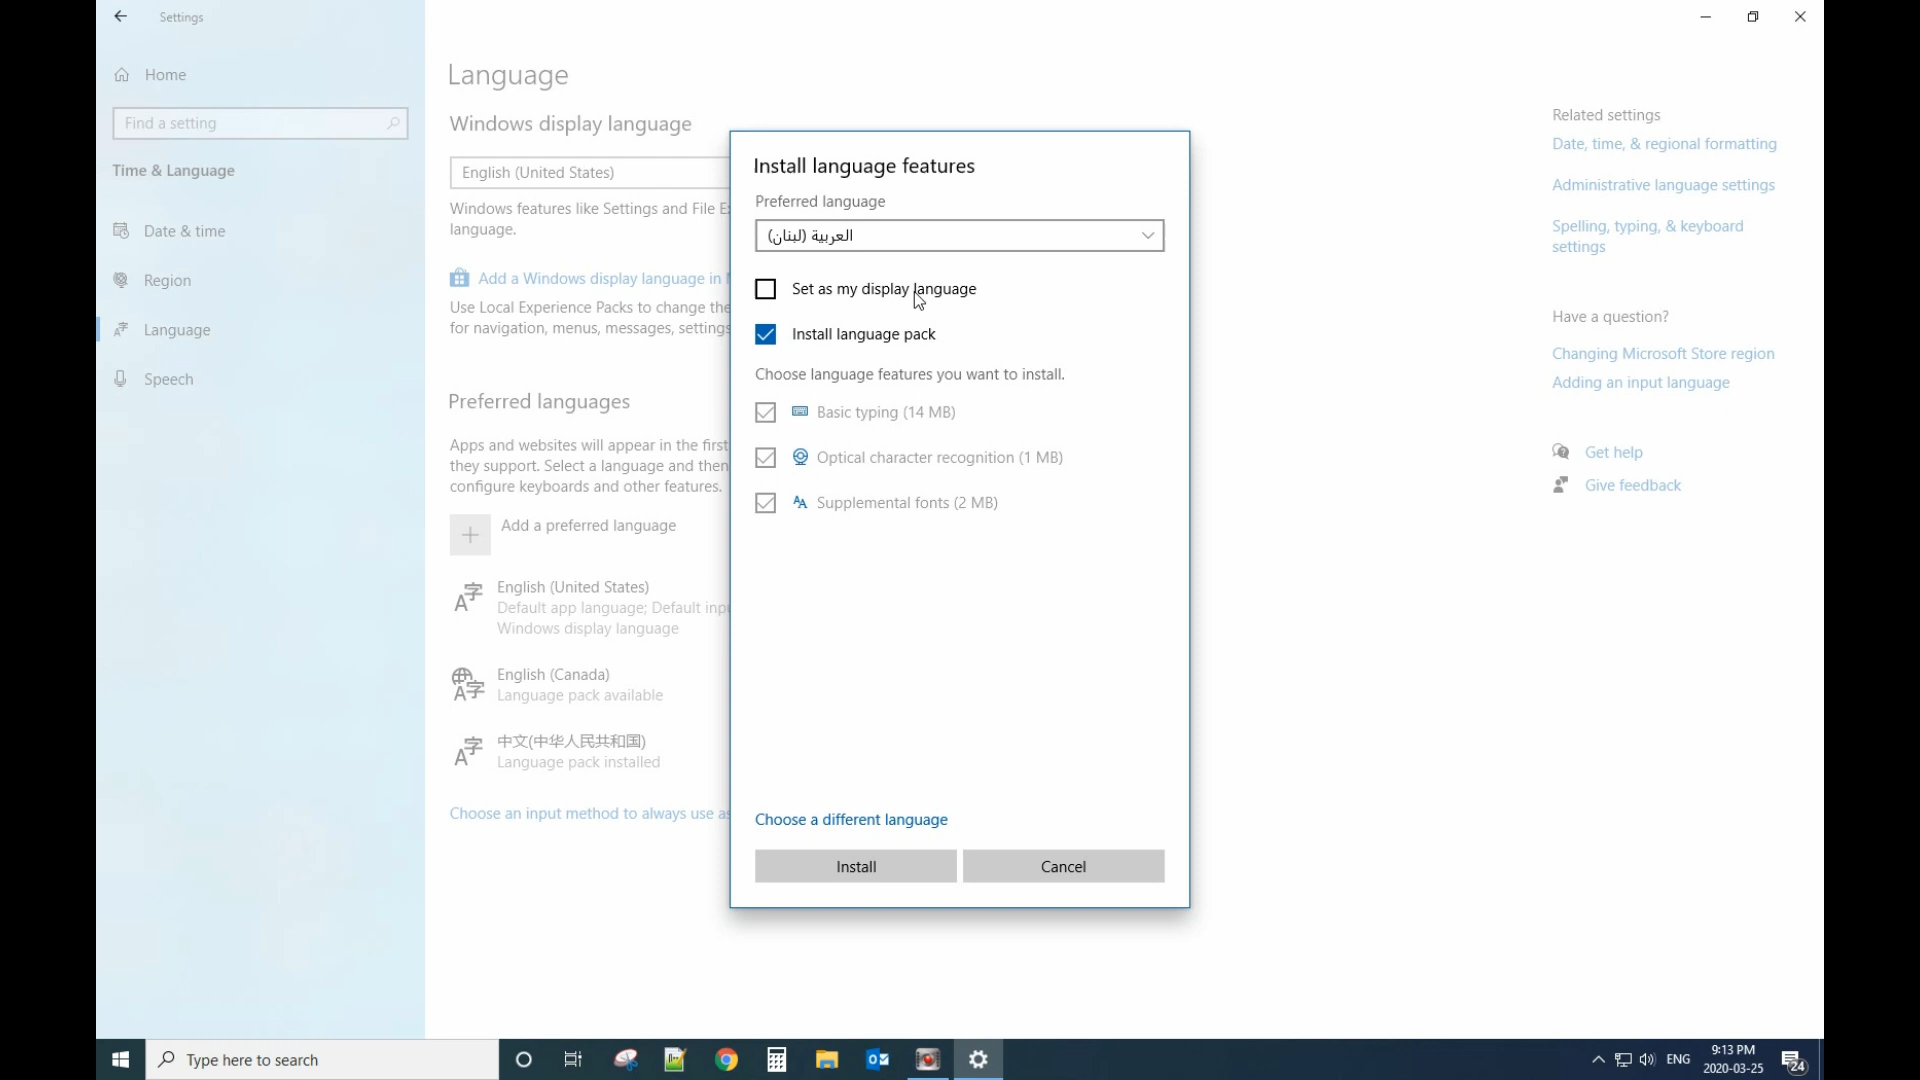 Settings
Home
Find a setting
Time & Language
Date & time
Region
Language
Speech
Language
Windows display language
English (United States)
Windows features like Settings and File E
language.
Add a Windows display language in
Use Local Experience Packs to change the
for navigation, menus, messages, settings
Preferred languages
Apps and websites will appear in the first
they support. Select a language and then
configure keyboards and other features.
Add a preferred language
English (United States)
Default app language; Default inp
Windows display language
English (Canada)
Language pack available
中文(中华人民共和国)
Language pack installed
Choose an input method to always use as
Install language features
Preferred language
العربية (لبنان)
Set as my display language
Install language pack
Choose language features you want to install.
Basic typing (14 MB)
Optical character recognition (1 MB)
Supplemental fonts (2 MB)
Choose a different language
Install
Cancel
Related settings
Date, time, & regional formatting
Administrative language settings
Spelling, typing, & keyboard
settings
Have a question?
Changing Microsoft Store region
Adding an input language
Get help
Give feedback
Type here to search
ENG
9:13 PM
2020-03-25
24